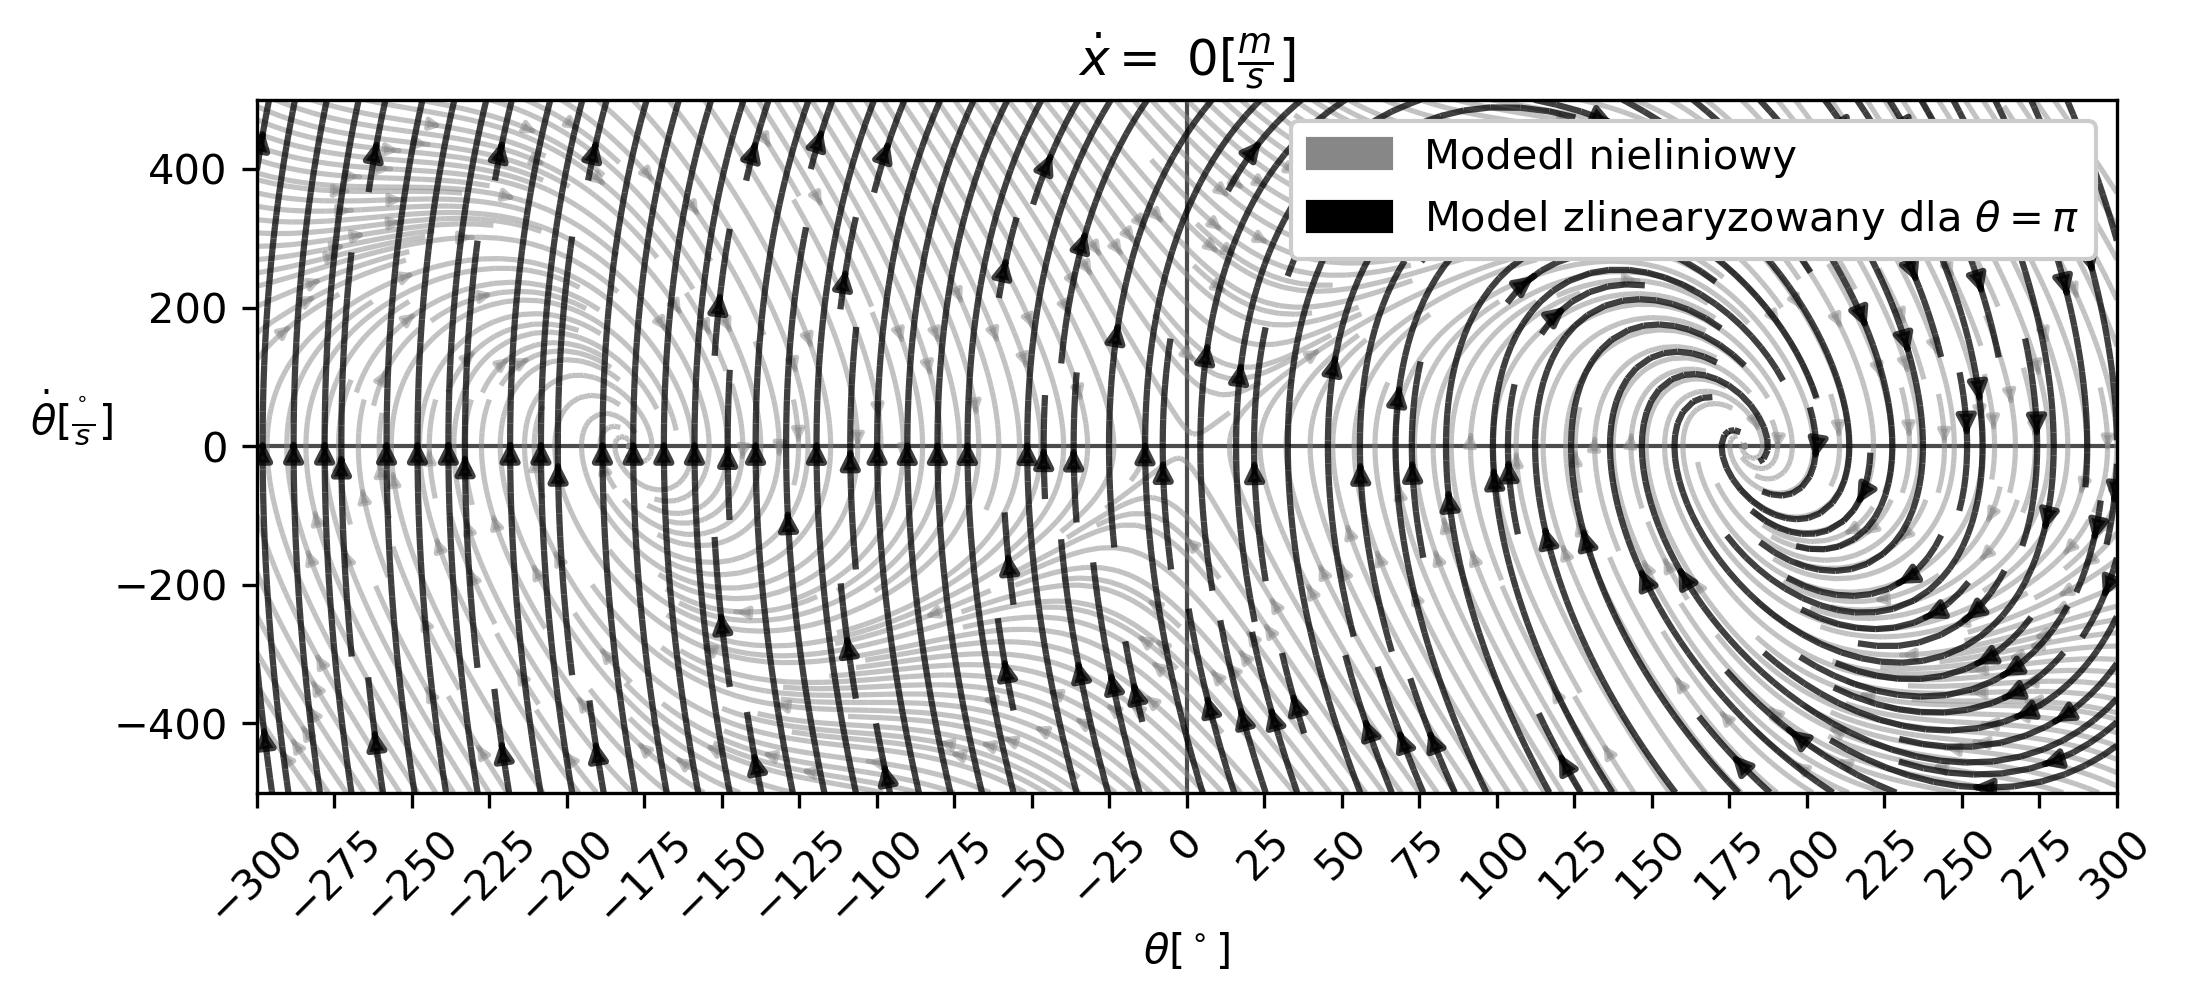 ẋ = 0[m/s]
Modedl nieliniowy
Model zlinearyzowany dla θ = π
400
200
0
−200
−400
θ̇[°/s]
−300 −275 −250 −225 −200 −175 −150 −125 −100 −75 −50 −25 0 25 50 75 100 125 150 175 200 225 250 275 300
θ[°]